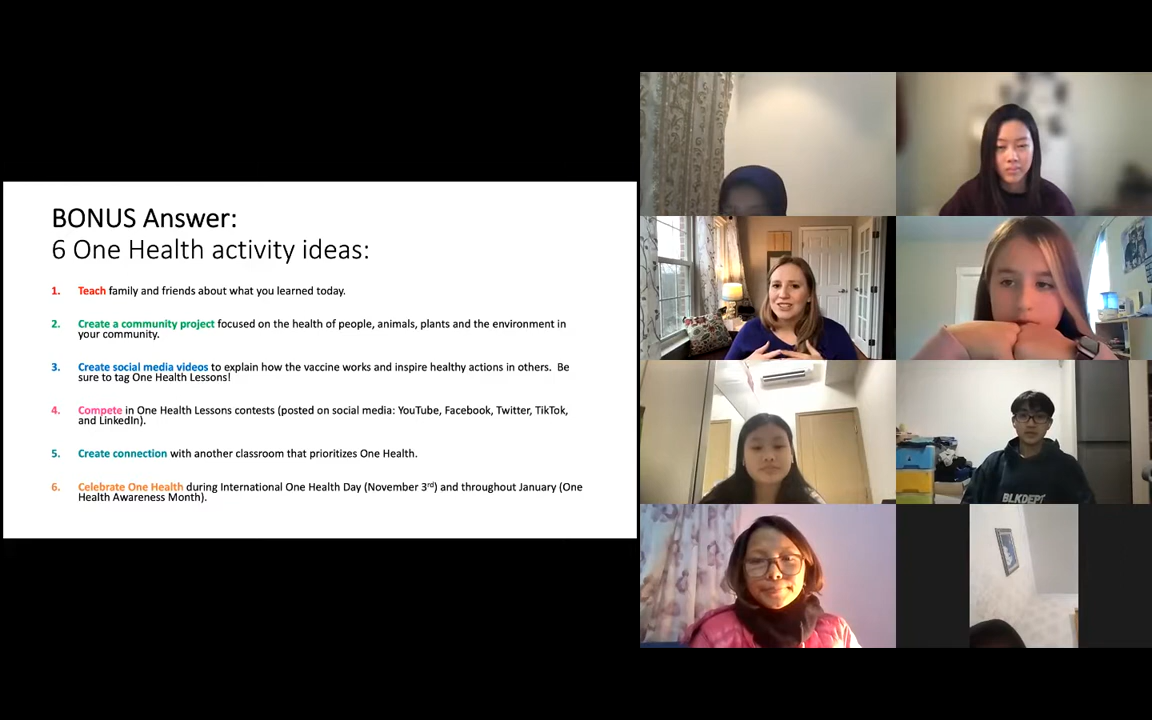 BONUS Answer:
6 One Health activity ideas:
1. Teach family and friends about what you learned today.
2. Create a community project focused on the health of people, animals, plants and the environment in
your community.
3. Create social media videos to explain how the vaccine works and inspire healthy actions in others. Be
sure to tag One Health Lessons!
4. Compete in One Health Lessons contests (posted on social media: YouTube, Facebook, Twitter, TikTok,
and LinkedIn).
5. Create connection with another classroom that prioritizes One Health.
6. Celebrate One Health during International One Health Day (November 3rd) and throughout January (One
Health Awareness Month).
BLKDEPT